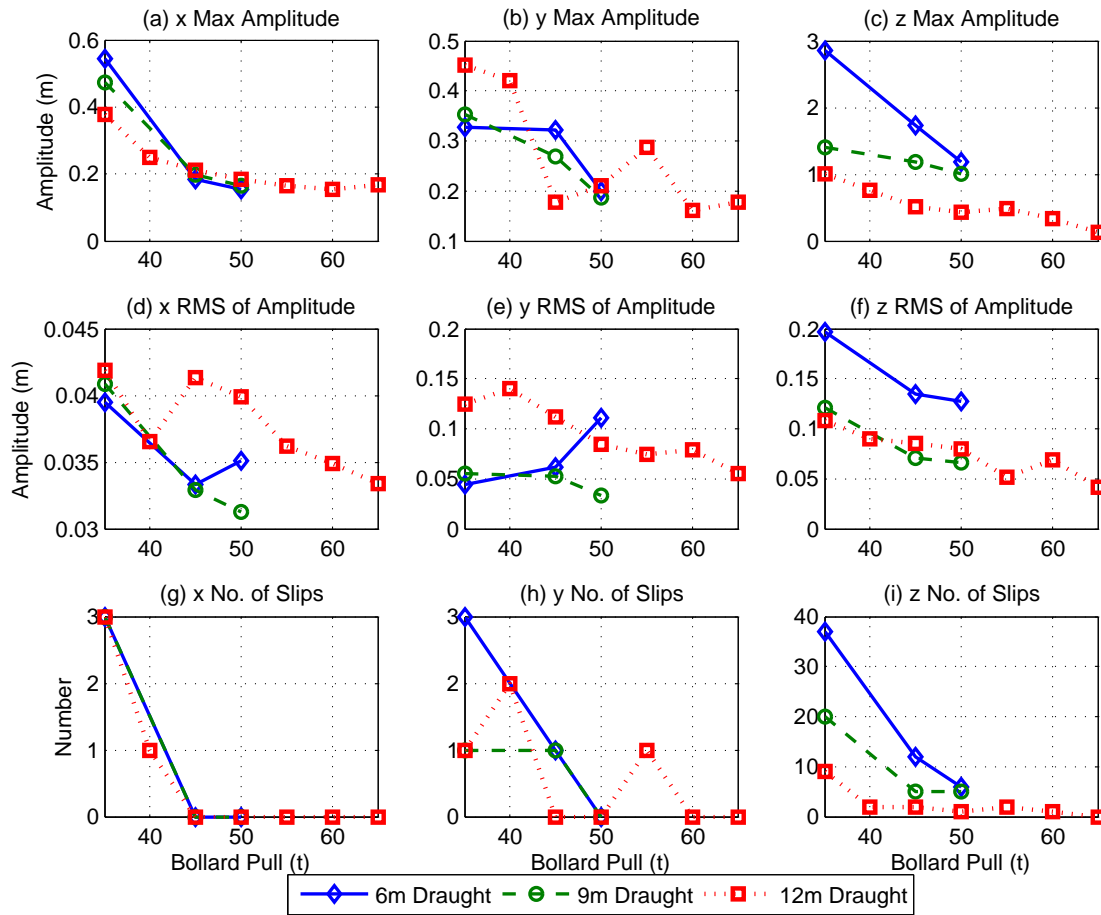 (a) x Max Amplitude
(b) y Max Amplitude
(c) z Max Amplitude
Amplitude (m)
0.6
0.4
0.2
0
40 50 60
0.5
0.4
0.3
0.2
0.1
40 50 60
3
2
1
0
40 50 60
(d) x RMS of Amplitude
(e) y RMS of Amplitude
(f) z RMS of Amplitude
Amplitude (m)
0.045
0.04
0.035
0.03
40 50 60
0.2
0.15
0.1
0.05
0
40 50 60
0.2
0.15
0.1
0.05
0
40 50 60
(g) x No. of Slips
(h) y No. of Slips
(i) z No. of Slips
Number
3
2
1
0
40 50 60
Bollard Pull (t)
3
2
1
0
40 50 60
Bollard Pull (t)
40
30
20
10
0
40 50 60
Bollard Pull (t)
6m Draught 9m Draught 12m Draught